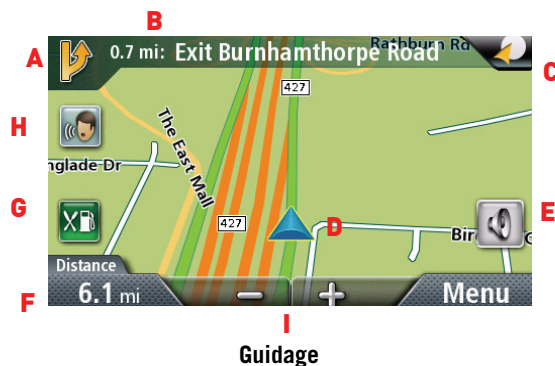 B
A
0.7 mi: Exit Burnhamthorpe Road
Rathburn Rd
C
427
H
The East Mall
nglade Dr
G
E
427
D
Bir
Distance
F
6.1 mi
− +
Menu
I
Guidage